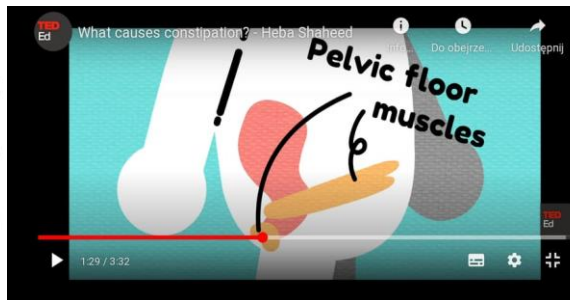 TED
Ed
What causes constipation? - Heba Shaheed
Do obejrze...
Udostępnij
Pelvic floor
muscles
TED
Ed
1:29 / 3:32